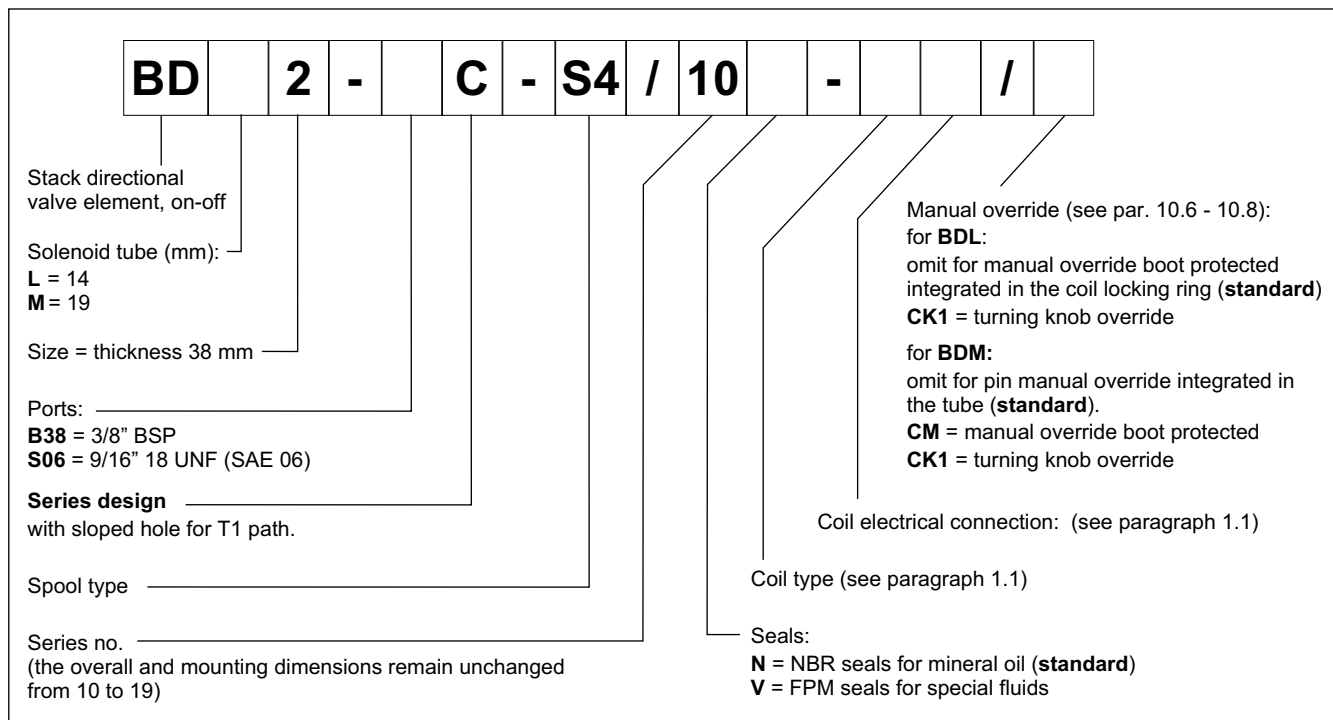 BD 2 - C - S4 / 10 - /
Stack directional
valve element, on-off
Solenoid tube (mm):
L = 14
M = 19
Size = thickness 38 mm
Ports:
B38 = 3/8” BSP
S06 = 9/16” 18 UNF (SAE 06)
Series design
with sloped hole for T1 path.
Spool type
Series no.
(the overall and mounting dimensions remain unchanged
from 10 to 19)
Manual override (see par. 10.6 - 10.8):
for BDL:
omit for manual override boot protected
integrated in the coil locking ring (standard)
CK1 = turning knob override
for BDM:
omit for pin manual override integrated in
the tube (standard).
CM = manual override boot protected
CK1 = turning knob override
Coil electrical connection: (see paragraph 1.1)
Coil type (see paragraph 1.1)
Seals:
N = NBR seals for mineral oil (standard)
V = FPM seals for special fluids